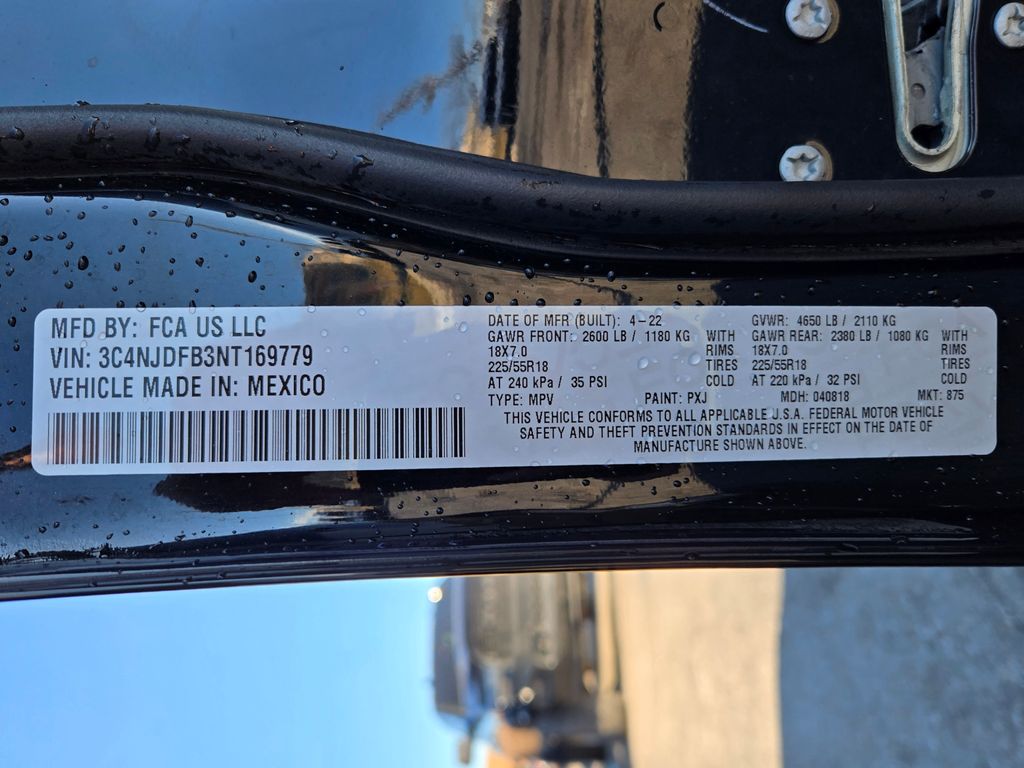 MFD BY: FCA US LLC
VIN: 3C4NJDFB3NT169779
VEHICLE MADE IN: MEXICO
DATE OF MFR (BUILT): 4-22 GVWR: 4650 LB / 2110 KG
GAWR FRONT: 2600 LB / 1180 KG WITH GAWR REAR: 2380 LB / 1080 KG WITH
18X7.0 RIMS 18X7.0 RIMS
225/55R18 TIRES 225/55R18 TIRES
AT 240 kPa / 35 PSI COLD AT 220 kPa / 32 PSI COLD
TYPE: MPV PAINT: PXJ MDH: 040818 MKT: 875
THIS VEHICLE CONFORMS TO ALL APPLICABLE U.S.A. FEDERAL MOTOR VEHICLE
SAFETY AND THEFT PREVENTION STANDARDS IN EFFECT ON THE DATE OF
MANUFACTURE SHOWN ABOVE.